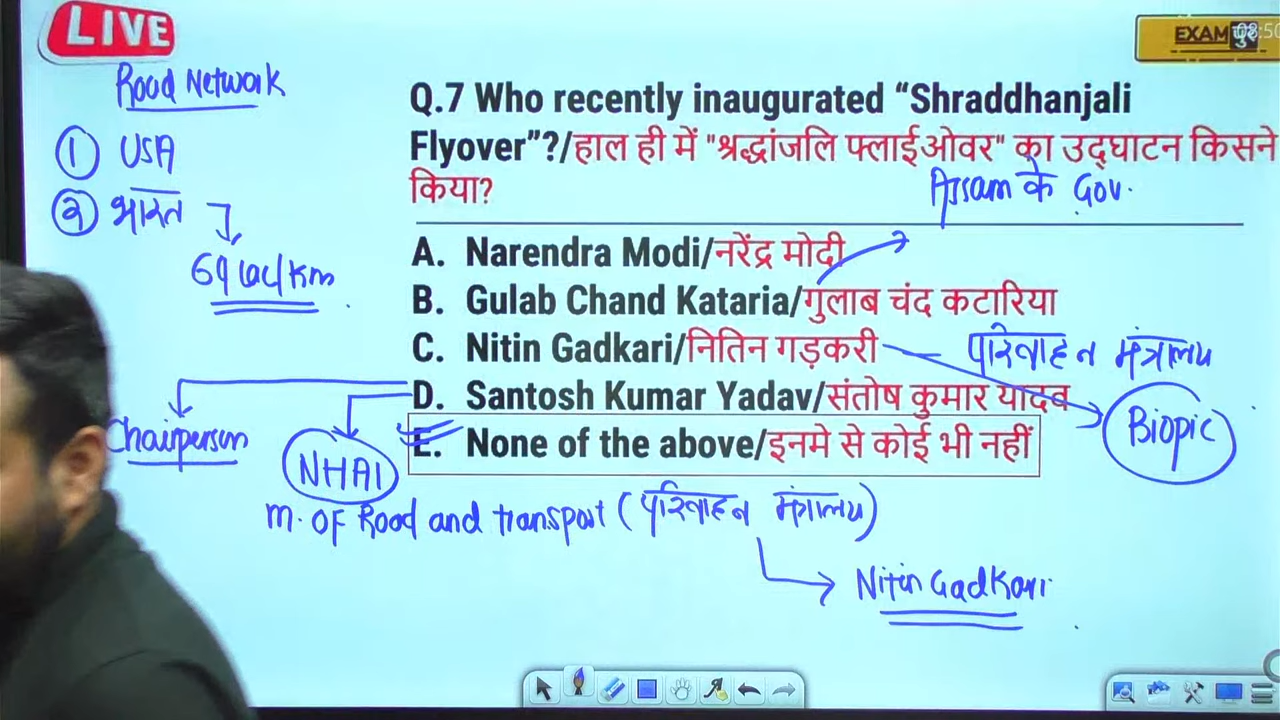 LIVE
EXAM पुर
08:50
Road Network
① USA
② भारत
64 लाख/Km
Q.7 Who recently inaugurated “Shraddhanjali
Flyover”?/हाल ही में "श्रद्धांजलि फ्लाईओवर" का उद्घाटन किसने
किया?
Assam के Gov.
A. Narendra Modi/नरेंद्र मोदी
B. Gulab Chand Kataria/गुलाब चंद कटारिया
C. Nitin Gadkari/नितिन गड़करी
परिवाहन मंत्रालय
D. Santosh Kumar Yadav/संतोष कुमार यादव
Biopic
E. None of the above/इनमे से कोई भी नहीं
Chairperson
NHAI
M. OF Road and transport (परिवाहन मंत्रालय)
Nitin Gadkari